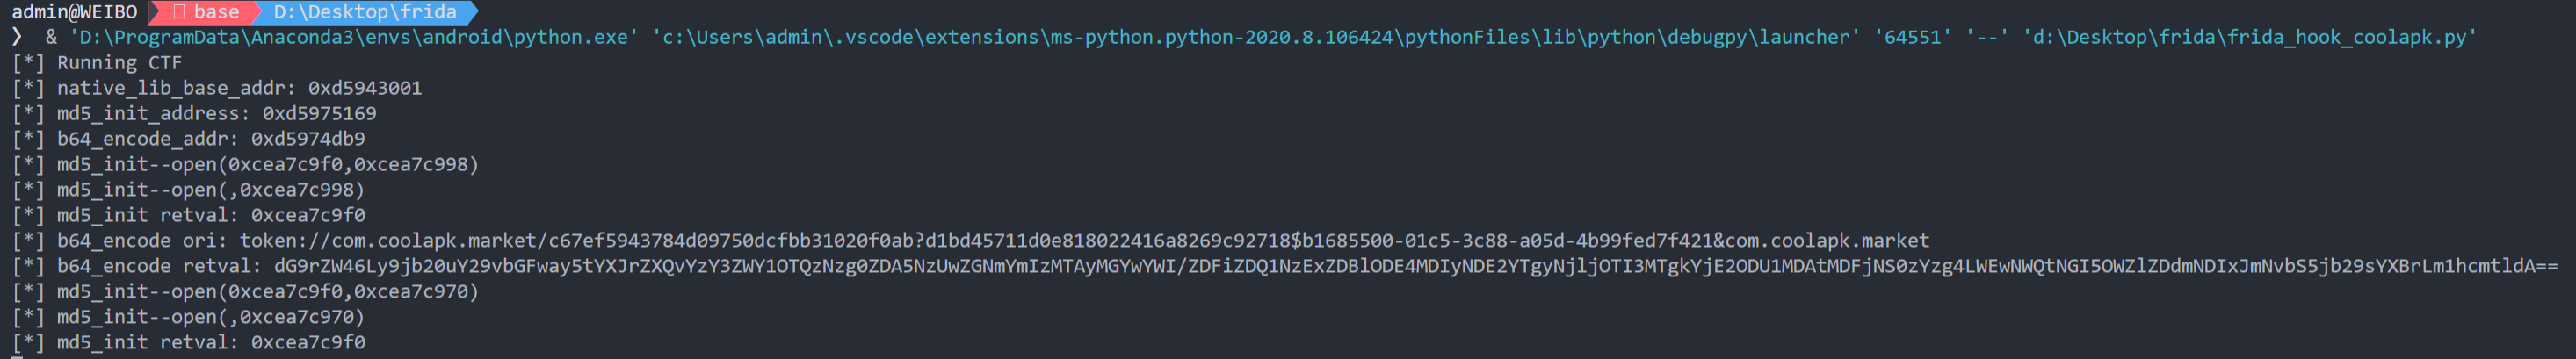 admin@WEIBO base D:\Desktop\frida
❯ & 'D:\ProgramData\Anaconda3\envs\android\python.exe' 'c:\Users\admin\.vscode\extensions\ms-python.python-2020.8.106424\pythonFiles\lib\python\debugpy\launcher' '64551' '--' 'd:\Desktop\frida\frida_hook_coolapk.py'
[*] Running CTF
[*] native_lib_base_addr: 0xd5943001
[*] md5_init_address: 0xd5975169
[*] b64_encode_addr: 0xd5974db9
[*] md5_init--open(0xcea7c9f0,0xcea7c998)
[*] md5_init--open(,0xcea7c998)
[*] md5_init retval: 0xcea7c9f0
[*] b64_encode ori: token://com.coolapk.market/c67ef5943784d09750dcfbb31020f0ab?d1bd45711d0e818022416a8269c92718$b1685500-01c5-3c88-a05d-4b99fed7f421&com.coolapk.market
[*] b64_encode retval: dG9rZW46Ly9jb20uY29vbGFway5tYXJrZXQvYzY3ZWY1OTQzNzg0ZDA5NzUwZGNmYmIzMTAyMGYwYWI/ZDFiZDQ1NzExZDBlODE4MDIyNDE2YTgyNjljOTI3MTgkYjE2ODU1MDAtMDFjNS0zYzg4LWEwNWQtNGI5OWZlZDdmNDIxJmNvbS5jb29sYXBrLm1hcmtldA==
[*] md5_init--open(0xcea7c9f0,0xcea7c970)
[*] md5_init--open(,0xcea7c970)
[*] md5_init retval: 0xcea7c9f0